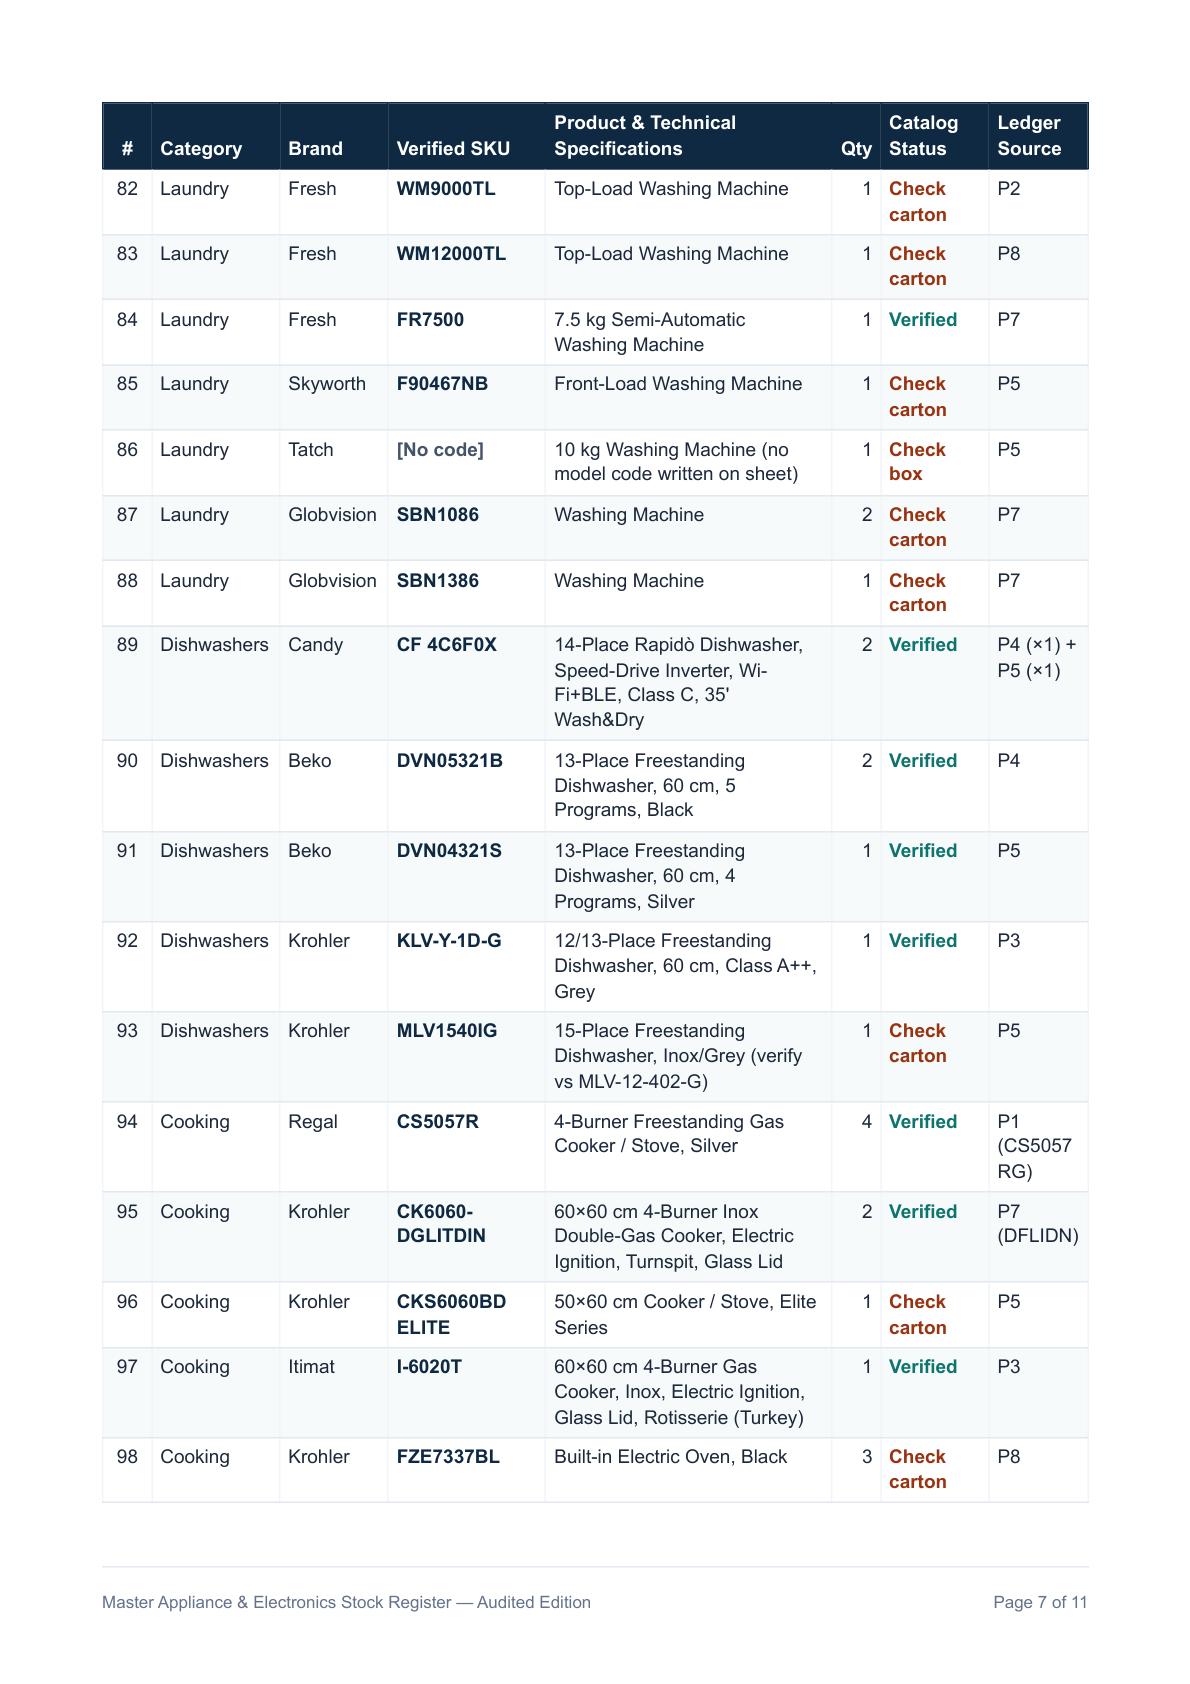 # Category Brand Verified SKU Product & Technical Specifications Qty Catalog Status Ledger Source
82 Laundry Fresh WM9000TL Top-Load Washing Machine 1 Check carton P2
83 Laundry Fresh WM12000TL Top-Load Washing Machine 1 Check carton P8
84 Laundry Fresh FR7500 7.5 kg Semi-Automatic Washing Machine 1 Verified P7
85 Laundry Skyworth F90467NB Front-Load Washing Machine 1 Check carton P5
86 Laundry Tatch [No code] 10 kg Washing Machine (no model code written on sheet) 1 Check box P5
87 Laundry Globvision SBN1086 Washing Machine 2 Check carton P7
88 Laundry Globvision SBN1386 Washing Machine 1 Check carton P7
89 Dishwashers Candy CF 4C6F0X 14-Place Rapidò Dishwasher, Speed-Drive Inverter, Wi-Fi+BLE, Class C, 35' Wash&Dry 2 Verified P4 (×1) + P5 (×1)
90 Dishwashers Beko DVN05321B 13-Place Freestanding Dishwasher, 60 cm, 5 Programs, Black 2 Verified P4
91 Dishwashers Beko DVN04321S 13-Place Freestanding Dishwasher, 60 cm, 4 Programs, Silver 1 Verified P5
92 Dishwashers Krohler KLV-Y-1D-G 12/13-Place Freestanding Dishwasher, 60 cm, Class A++, Grey 1 Verified P3
93 Dishwashers Krohler MLV1540IG 15-Place Freestanding Dishwasher, Inox/Grey (verify vs MLV-12-402-G) 1 Check carton P5
94 Cooking Regal CS5057R 4-Burner Freestanding Gas Cooker / Stove, Silver 4 Verified P1 (CS5057 RG)
95 Cooking Krohler CK6060-DGLITDIN 60×60 cm 4-Burner Inox Double-Gas Cooker, Electric Ignition, Turnspit, Glass Lid 2 Verified P7 (DFLIDN)
96 Cooking Krohler CKS6060BD ELITE 50×60 cm Cooker / Stove, Elite Series 1 Check carton P5
97 Cooking Itimat I-6020T 60×60 cm 4-Burner Gas Cooker, Inox, Electric Ignition, Glass Lid, Rotisserie (Turkey) 1 Verified P3
98 Cooking Krohler FZE7337BL Built-in Electric Oven, Black 3 Check carton P8
Master Appliance & Electronics Stock Register — Audited Edition Page 7 of 11